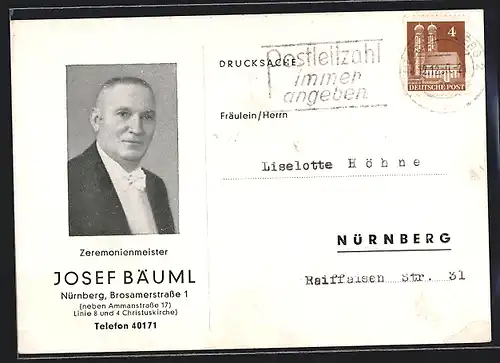 Zeremonienmeister
JOSEF BÄUML
Nürnberg, Brosamerstraße 1
(neben Ammanstraße 17)
Linie 8 und 4 Christuskirche)
Telefon 40171
DRUCKSACHE
Postleitzahl
immer
angeben
4
DEUTSCHE POST
Fräulein/Herrn
Liselotte Höhne
NÜRNBERG
Raiffeisen Str. 31